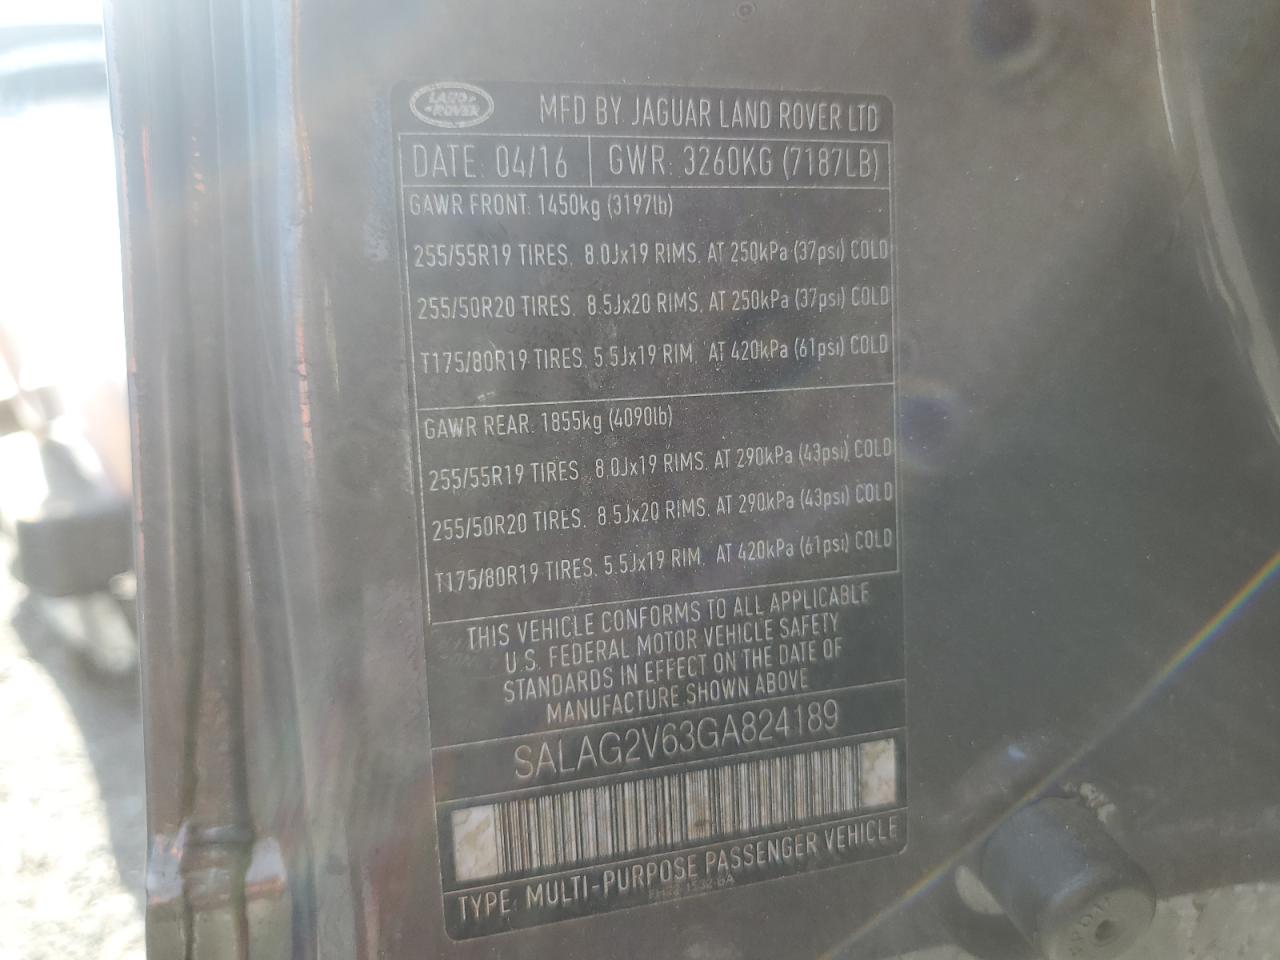 LAND ROVER
MFD BY JAGUAR LAND ROVER LTD
DATE: 04/16 GWR: 3260KG (7187LB)
GAWR FRONT: 1450kg (3197lb)
255/55R19 TIRES, 8.0Jx19 RIMS, AT 250kPa (37psi) COLD
255/50R20 TIRES, 8.5Jx20 RIMS, AT 250kPa (37psi) COLD
T175/80R19 TIRES, 5.5Jx19 RIM, AT 420kPa (61psi) COLD
GAWR REAR: 1855kg (4090lb)
255/55R19 TIRES, 8.0Jx19 RIMS, AT 290kPa (43psi) COLD
255/50R20 TIRES, 8.5Jx20 RIMS, AT 290kPa (43psi) COLD
T175/80R19 TIRES, 5.5Jx19 RIM, AT 420kPa (61psi) COLD
THIS VEHICLE CONFORMS TO ALL APPLICABLE
U.S. FEDERAL MOTOR VEHICLE SAFETY
STANDARDS IN EFFECT ON THE DATE OF
MANUFACTURE SHOWN ABOVE
SALAG2V63GA824189
TYPE: MULTI-PURPOSE PASSENGER VEHICLE